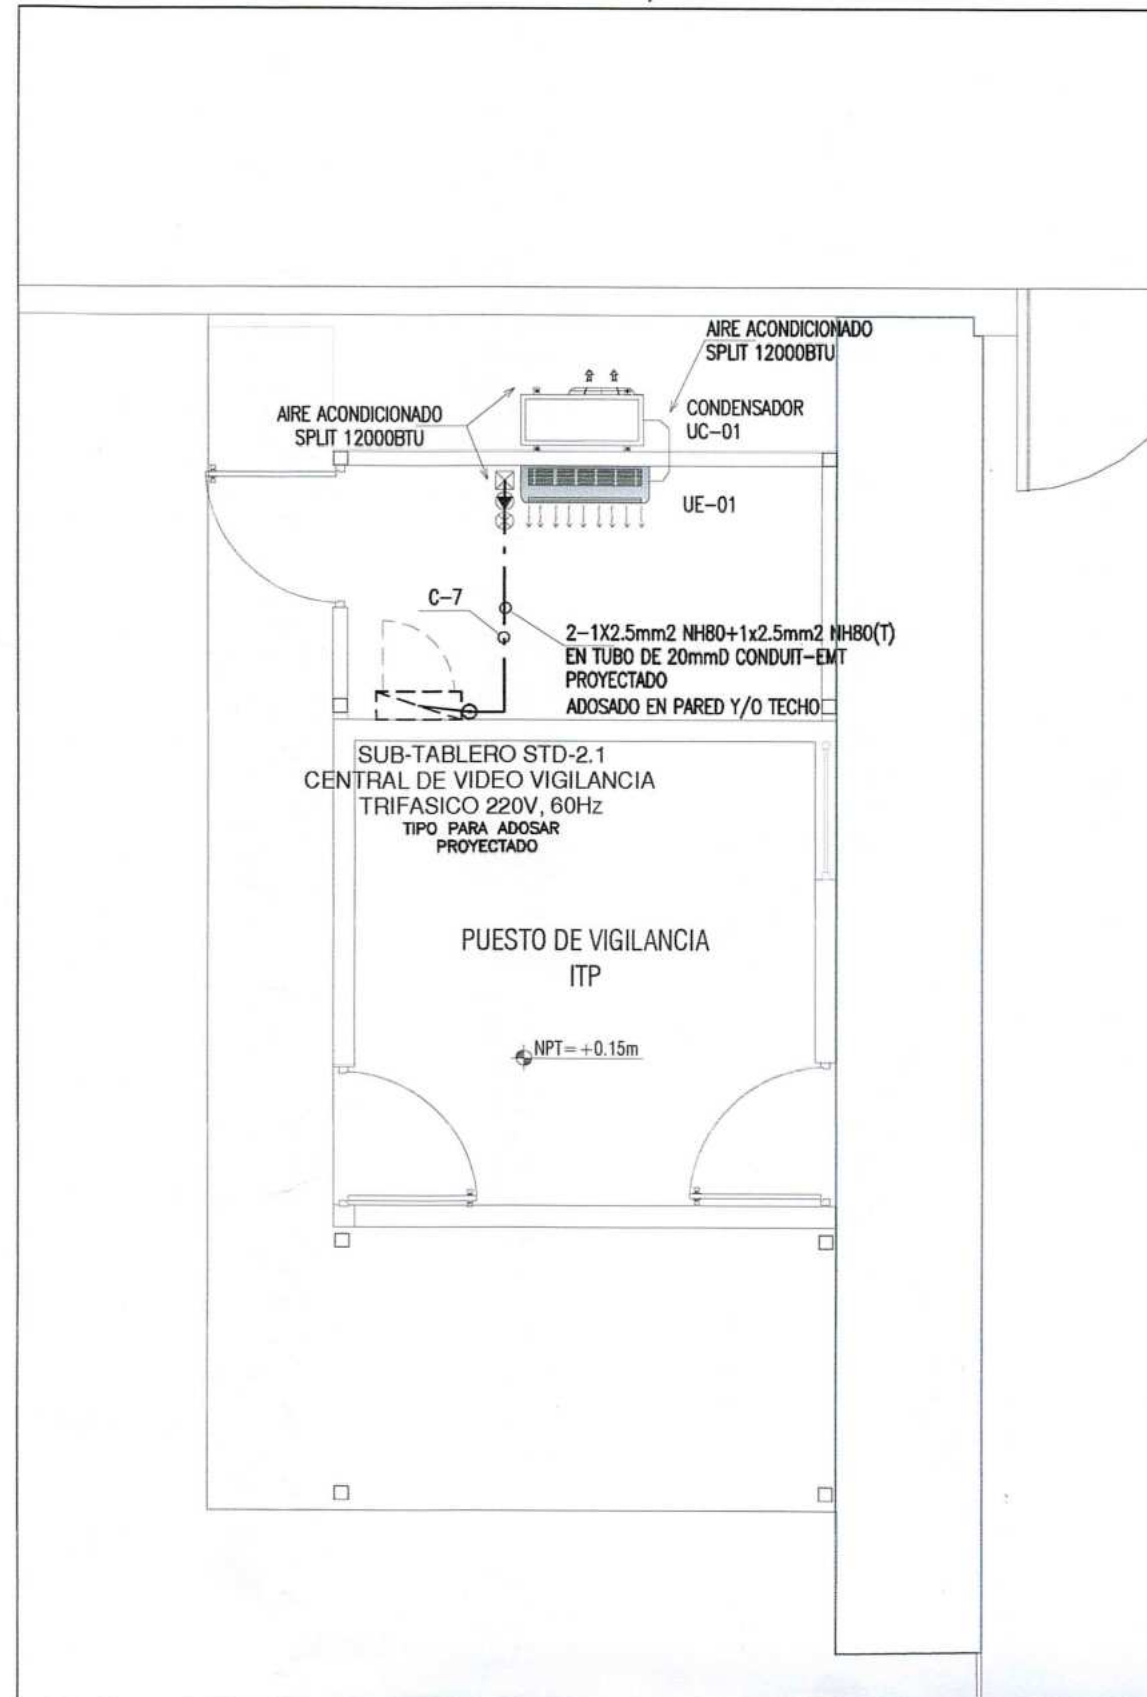 AIRE ACONDICIONADO
SPLIT 12000BTU
AIRE ACONDICIONADO
SPLIT 12000BTU
CONDENSADOR
UC-01
UE-01
C-7
2-1X2.5mm2 NH80+1x2.5mm2 NH80(T)
EN TUBO DE 20mmD CONDUIT-EMT
PROYECTADO
ADOSADO EN PARED Y/O TECHO
SUB-TABLERO STD-2.1
CENTRAL DE VIDEO VIGILANCIA
TRIFASICO 220V, 60Hz
TIPO PARA ADOSAR
PROYECTADO
PUESTO DE VIGILANCIA
ITP
NPT=+0.15m